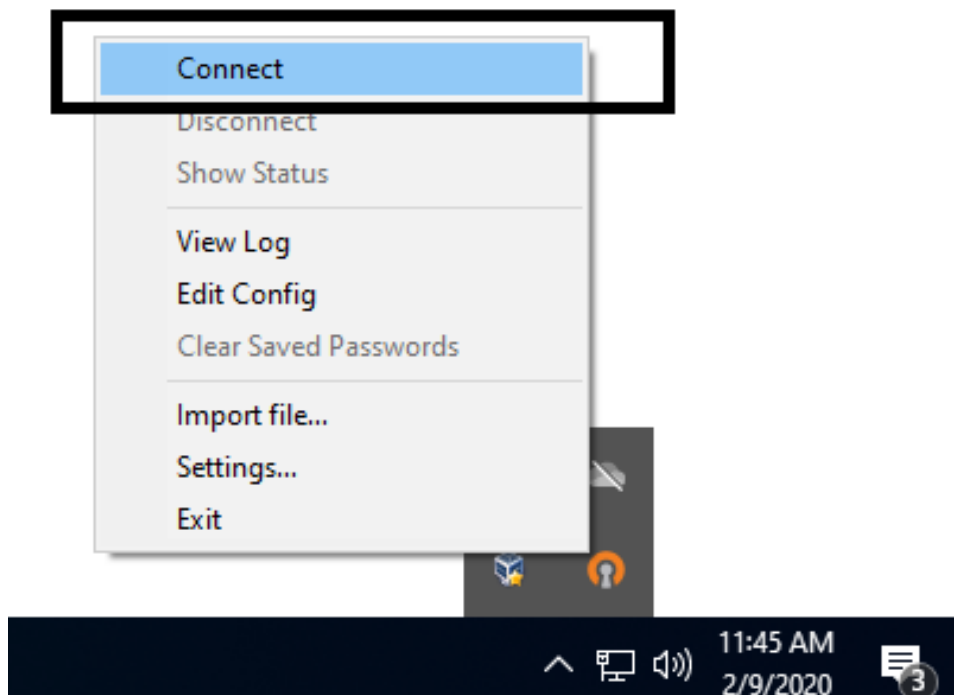 Connect
Disconnect
Show Status
View Log
Edit Config
Clear Saved Passwords
Import file...
Settings...
Exit
11:45 AM
2/9/2020
3